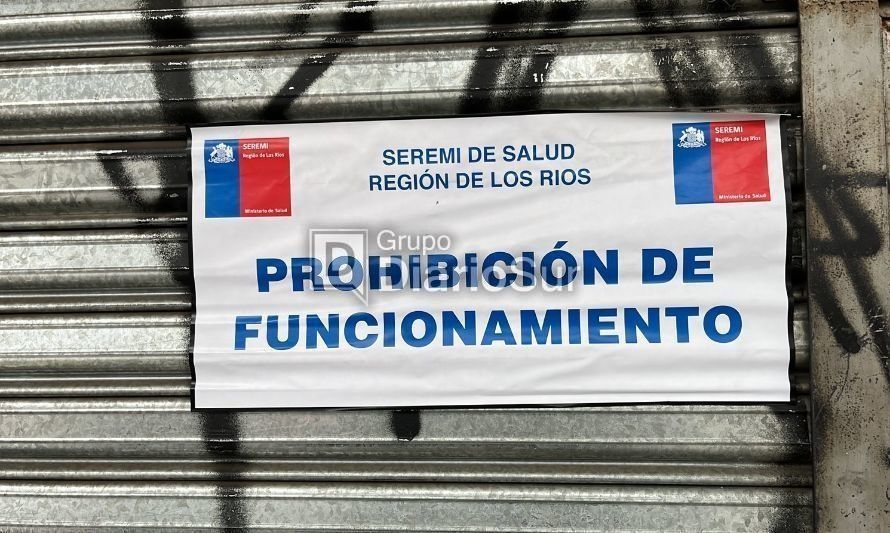 SEREMI
Región de Los Ríos
Ministerio de Salud
SEREMI DE SALUD
REGIÓN DE LOS RIOS
SEREMI
Región de Los Ríos
Ministerio de Salud
Grupo
DiarioSur
PROHIBICIÓN DE
FUNCIONAMIENTO